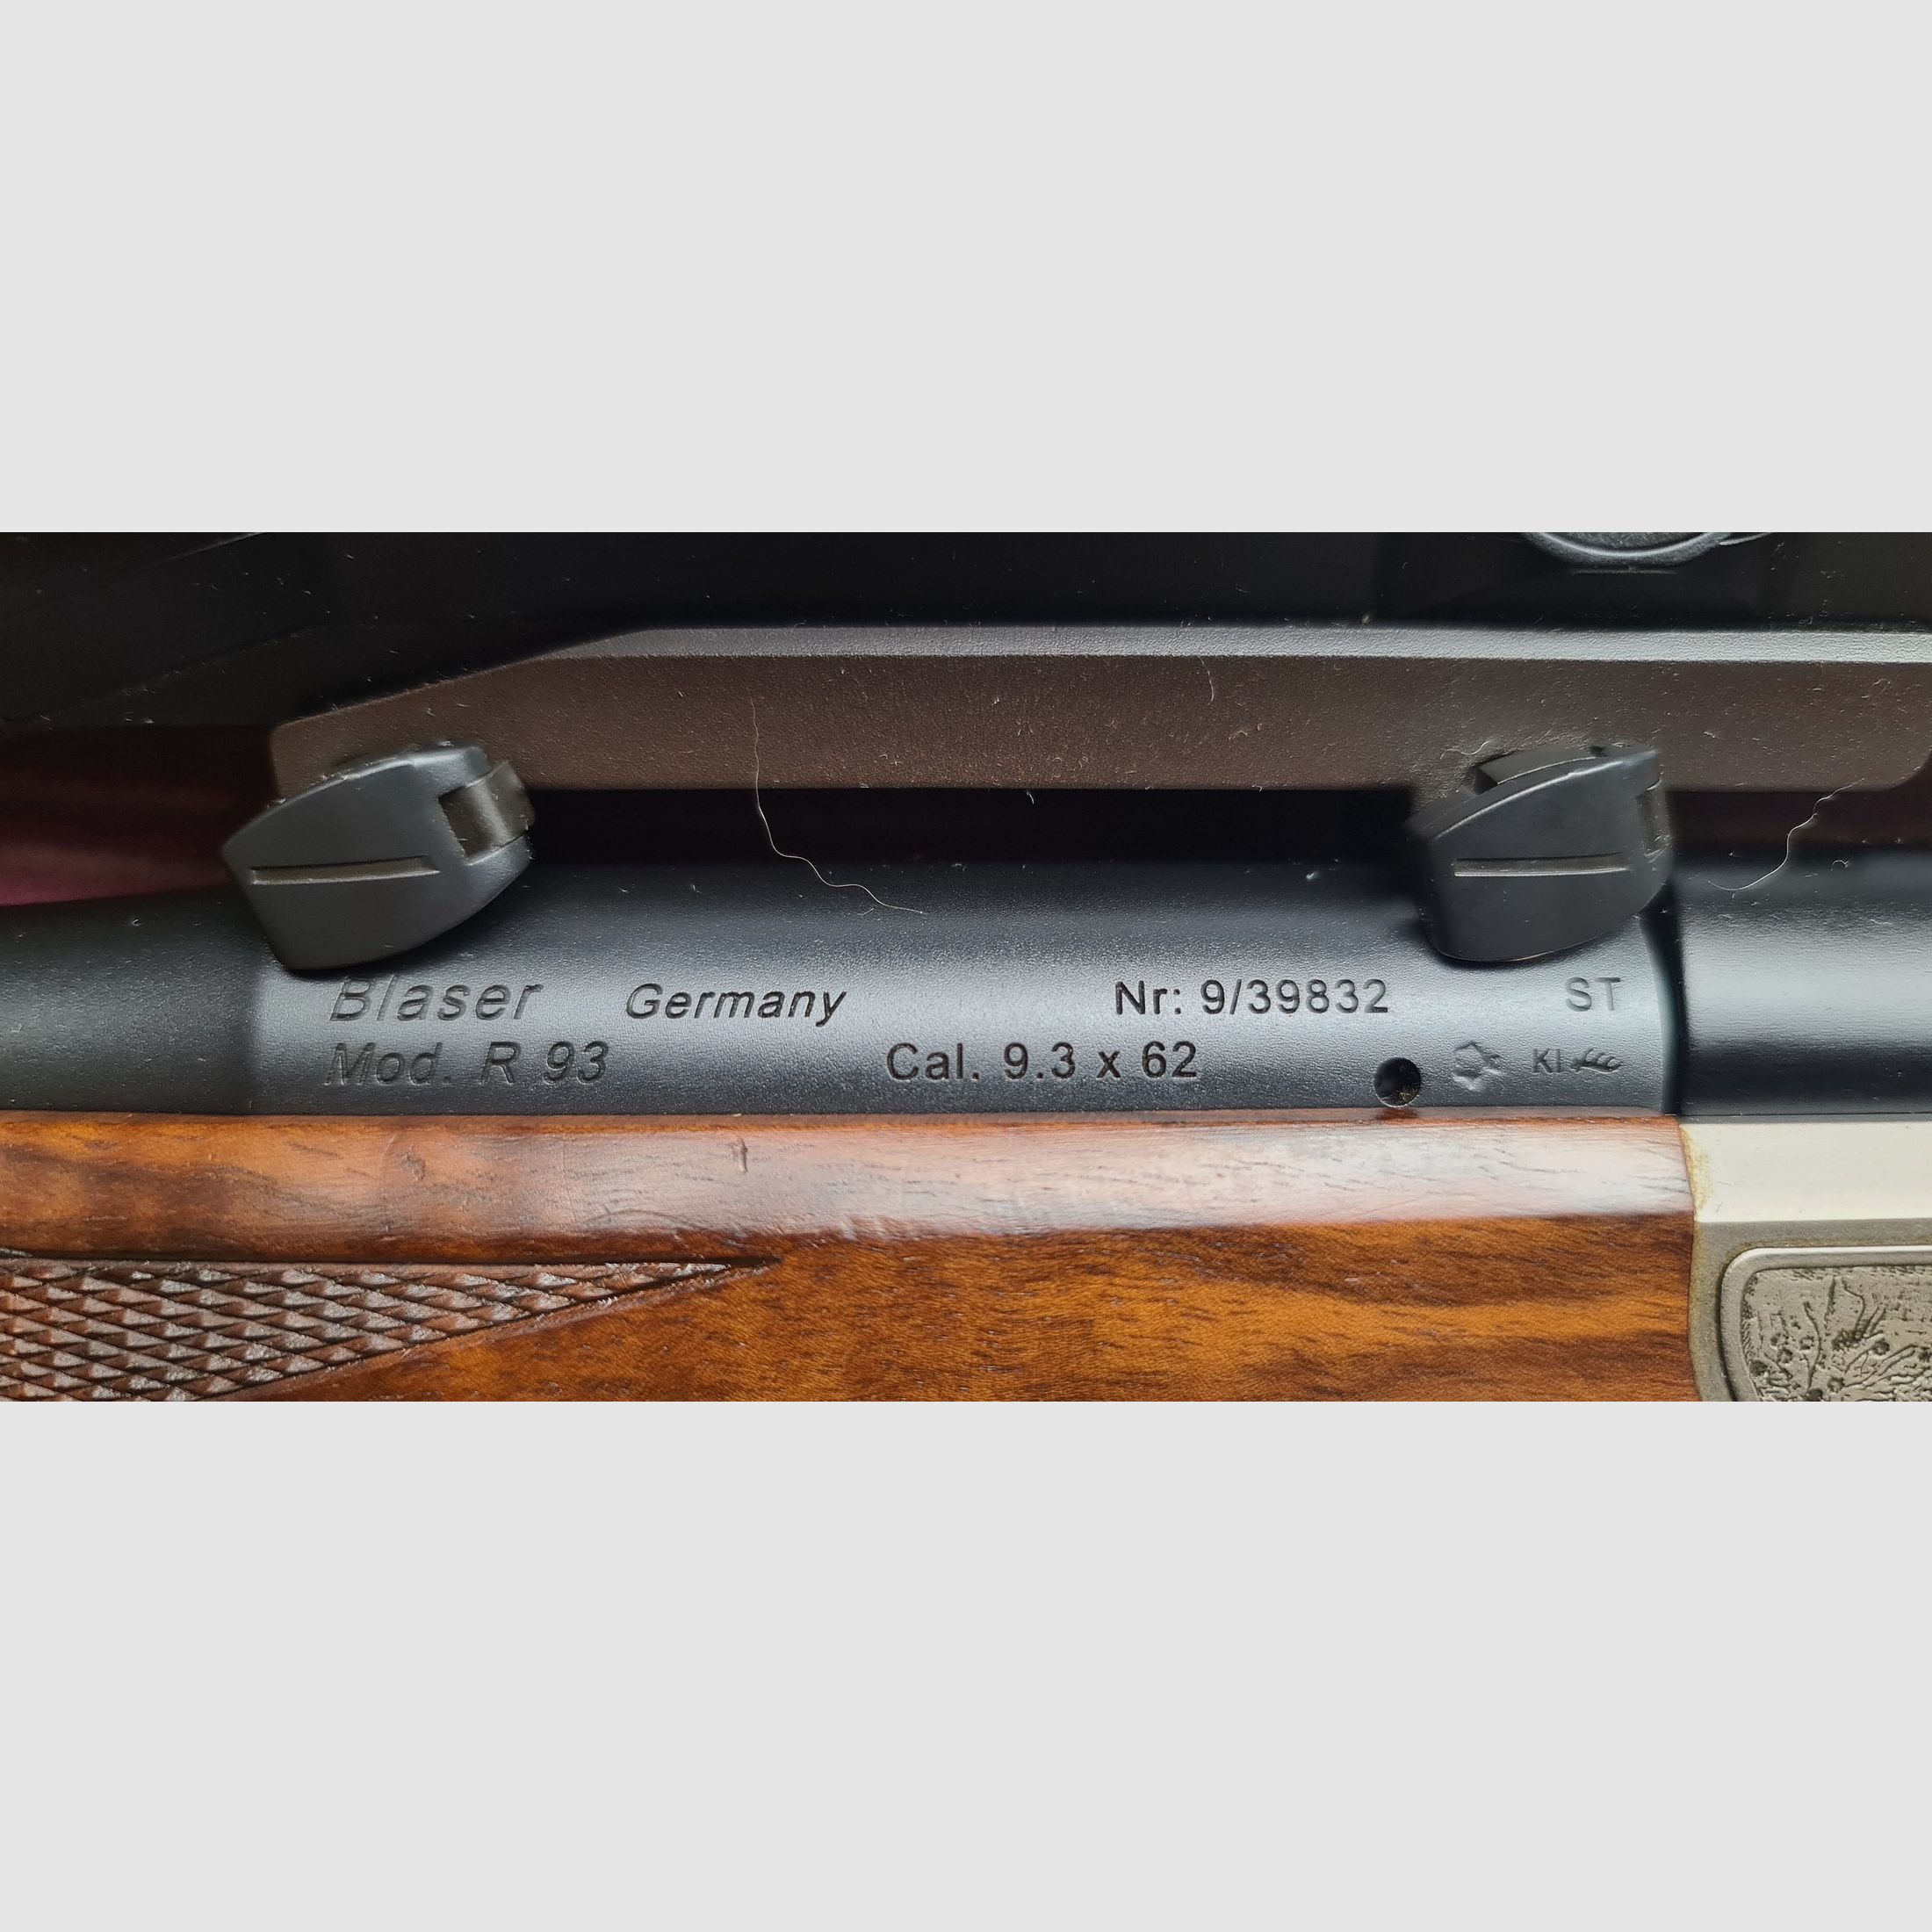 Blaser Germany Nr: 9/39832 ST
Mod. R 93 Cal. 9.3 x 62 KI